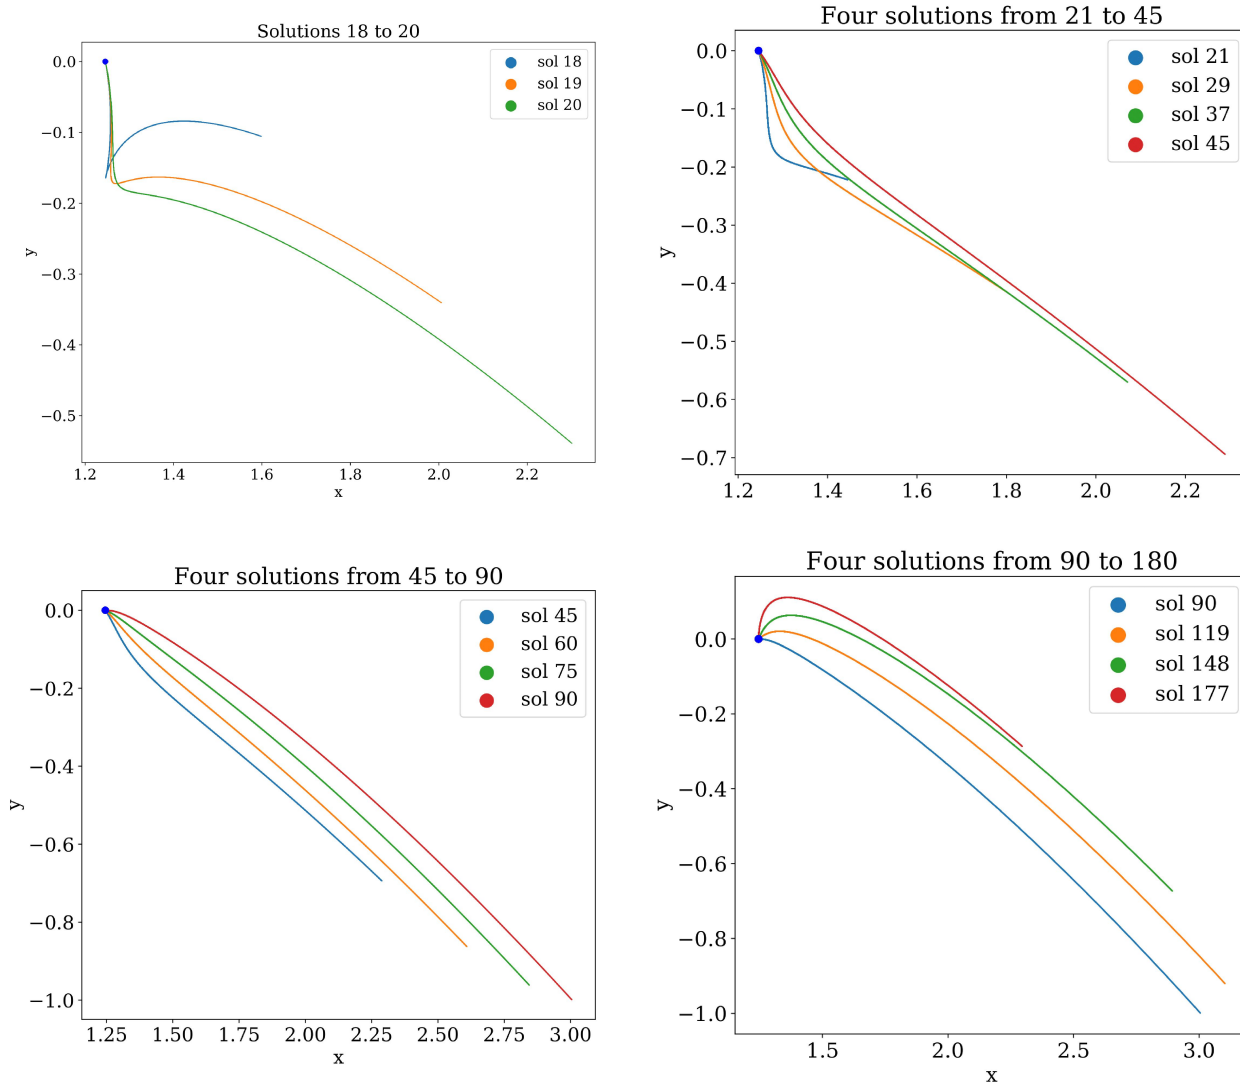 Solutions 18 to 20
sol 18
sol 19
sol 20
0.0
−0.1
−0.2
−0.3
−0.4
−0.5
y
1.2 1.4 1.6 1.8 2.0 2.2
x
Four solutions from 21 to 45
sol 21
sol 29
sol 37
sol 45
0.0
−0.1
−0.2
−0.3
−0.4
−0.5
−0.6
−0.7
y
1.2 1.4 1.6 1.8 2.0 2.2
Four solutions from 45 to 90
sol 45
sol 60
sol 75
sol 90
0.0
−0.2
−0.4
−0.6
−0.8
−1.0
y
1.25 1.50 1.75 2.00 2.25 2.50 2.75 3.00
x
Four solutions from 90 to 180
sol 90
sol 119
sol 148
sol 177
0.0
−0.2
−0.4
−0.6
−0.8
−1.0
y
1.5 2.0 2.5 3.0
x